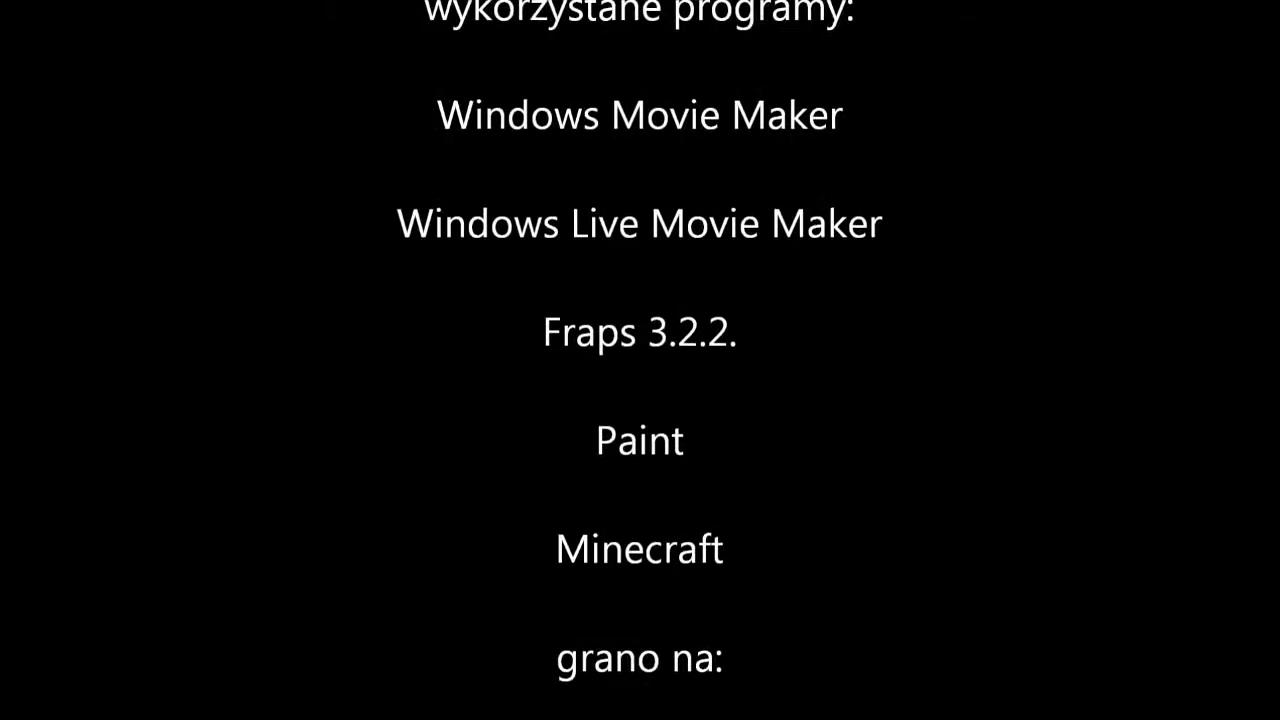 wykorzystane programy:
Windows Movie Maker
Windows Live Movie Maker
Fraps 3.2.2.
Paint
Minecraft
grano na: